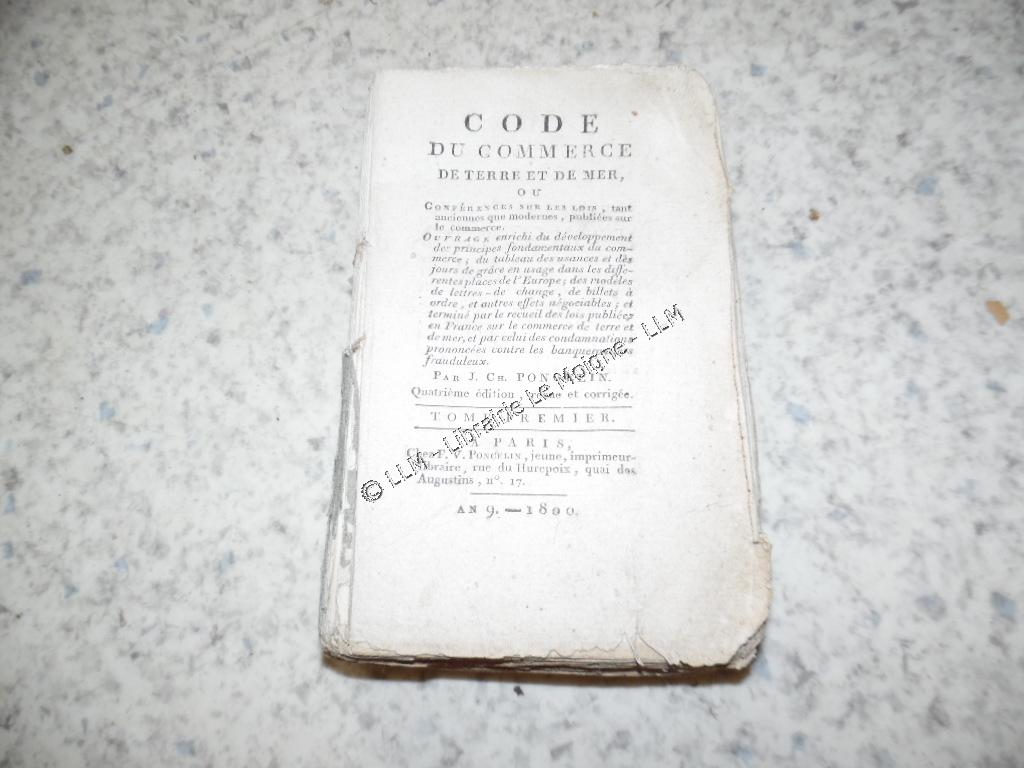 CODE
DU COMMERCE
DE TERRE ET DE MER,
OU
CONFÉRENCES SUR LES LOIS, tant
anciennes que modernes, publiées sur
le commerce.
OUVRAGE enrichi du développement
des principes fondamentaux du com-
merce; du tableau des usances et des
jours de grâce en usage dans les diffé-
rentes places de l'Europe; des modèles
de lettres-de change, de billets à
ordre, et autres effets négociables; et
terminé par le recueil des lois publiées
en France sur le commerce de terre et
de mer, et par celui des condamnations
prononcées contre les
frauduleux.
PAR J. CH. PONCELIN.
Quatrième édition, et corrigée.
TOME PREMIER.
A PARIS,
Chez F. V. PONCELIN, jeune, imprimeur-
libraire, rue du Hurepoix, quai des
Augustins, n°. 17.
AN 9. — 1800.
© LLM - Librairie Le Moigne - LLM